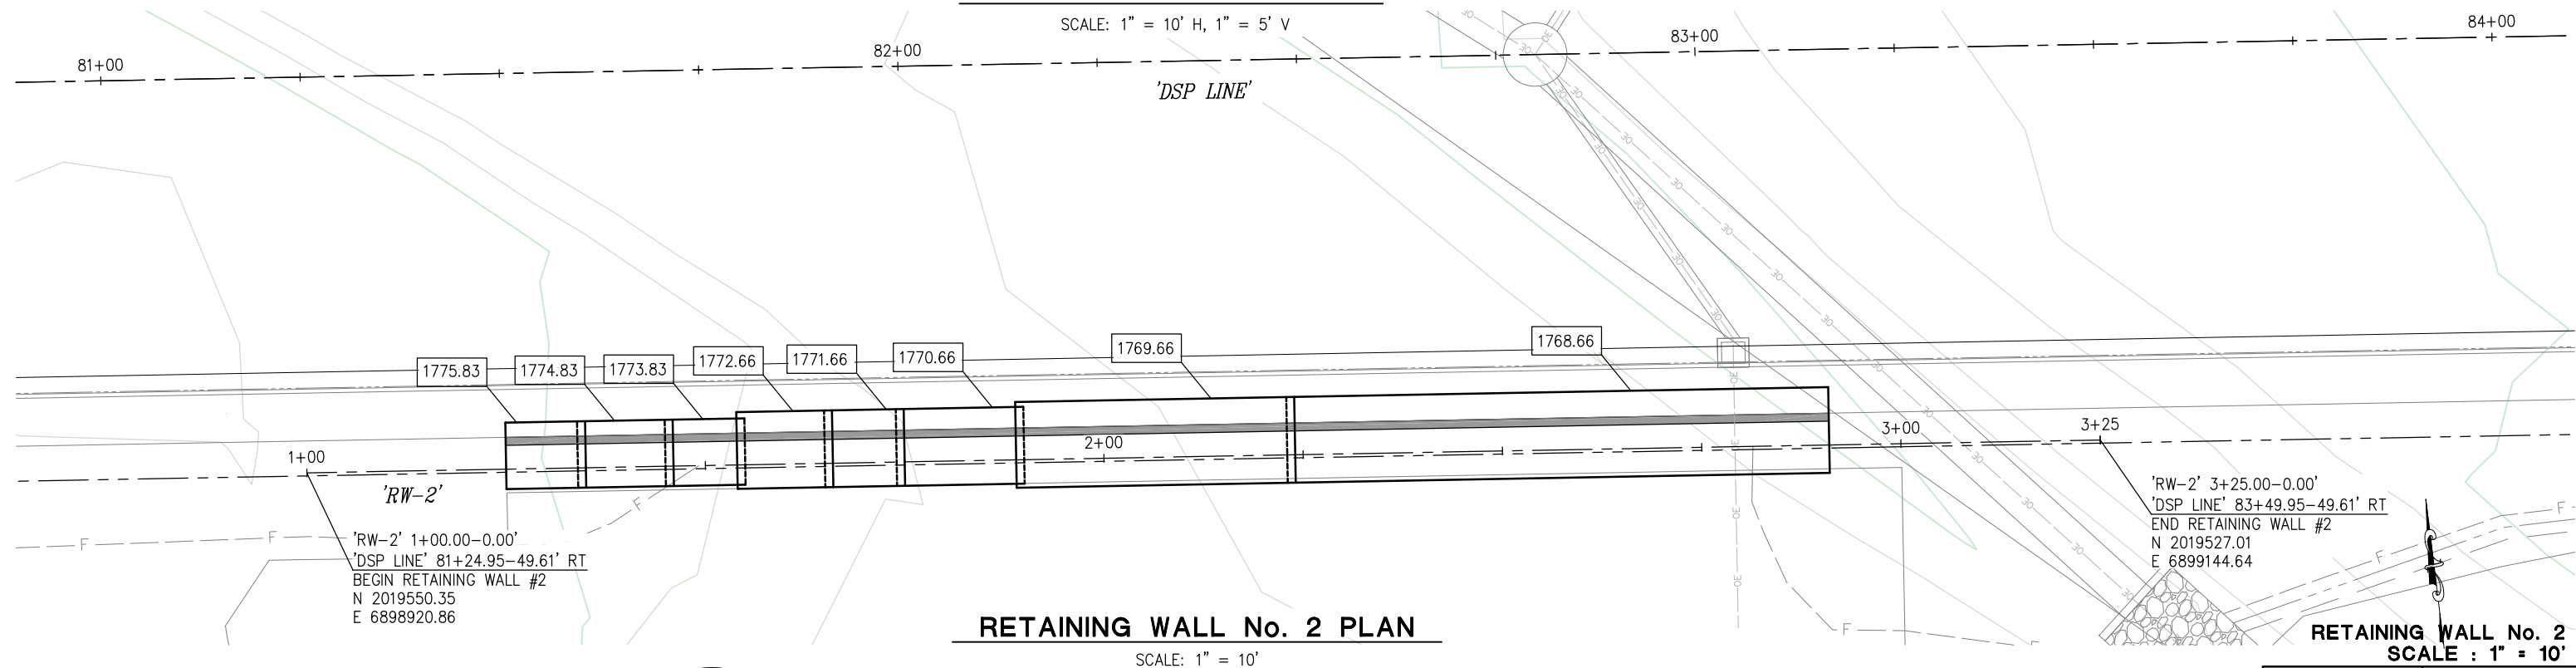 SCALE: 1" = 10' H, 1" = 5' V
81+00
82+00
83+00
84+00
'DSP LINE'
1775.83
1774.83
1773.83
1772.66
1771.66
1770.66
1769.66
1768.66
1+00
2+00
3+00
3+25
'RW-2'
'RW-2' 1+00.00-0.00'
'DSP LINE' 81+24.95-49.61' RT
BEGIN RETAINING WALL #2
N 2019550.35
E 6898920.86
'RW-2' 3+25.00-0.00'
'DSP LINE' 83+49.95-49.61' RT
END RETAINING WALL #2
N 2019527.01
E 6899144.64
F
F
F
F
F
F
RETAINING WALL No. 2 PLAN
SCALE: 1" = 10'
RETAINING WALL No. 2
SCALE : 1" = 10'